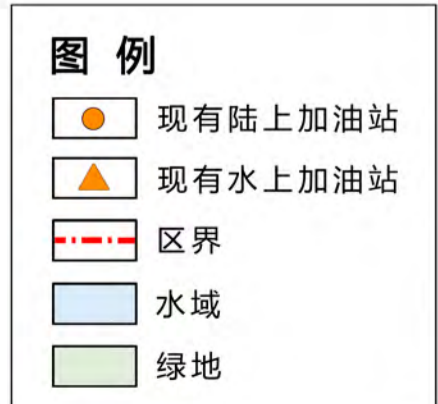 图 例
现有陆上加油站
现有水上加油站
区界
水域
绿地